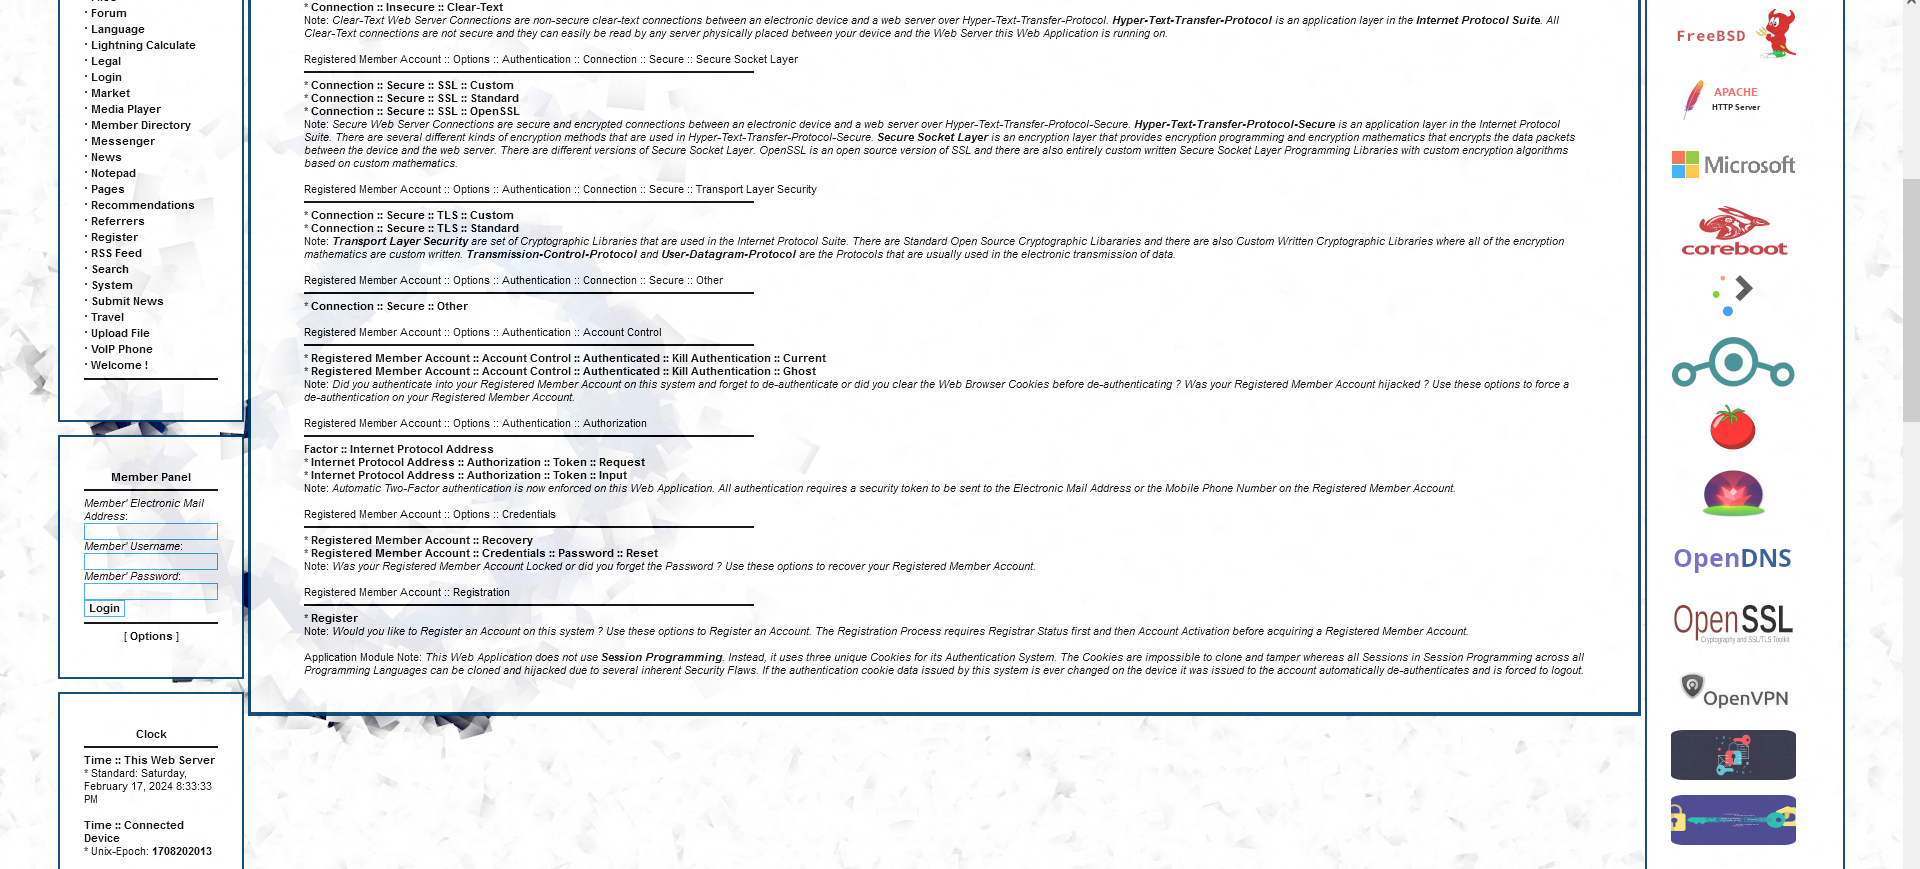 · Forum
· Language
· Lightning Calculate
· Legal
· Login
· Market
· Media Player
· Member Directory
· Messenger
· News
· Notepad
· Pages
· Recommendations
· Referrers
· Register
· RSS Feed
· Search
· System
· Submit News
· Travel
· Upload File
· VoIP Phone
· Welcome !
Member Panel
Member' Electronic Mail
Address:
Member' Username:
Member' Password:
Login
[ Options ]
Clock
Time :: This Web Server
* Standard: Saturday,
February 17, 2024 8:33:33
PM
Time :: Connected
Device
* Unix-Epoch: 1708202013
* Connection :: Insecure :: Clear-Text
Note: Clear-Text Web Server Connections are non-secure clear-text connections between an electronic device and a web server over Hyper-Text-Transfer-Protocol. Hyper-Text-Transfer-Protocol is an application layer in the Internet Protocol Suite. All
Clear-Text connections are not secure and they can easily be read by any server physically placed between your device and the Web Server this Web Application is running on.
Registered Member Account :: Options :: Authentication :: Connection :: Secure :: Secure Socket Layer
* Connection :: Secure :: SSL :: Custom
* Connection :: Secure :: SSL :: Standard
* Connection :: Secure :: SSL :: OpenSSL
Note: Secure Web Server Connections are secure and encrypted connections between an electronic device and a web server over Hyper-Text-Transfer-Protocol-Secure. Hyper-Text-Transfer-Protocol-Secure is an application layer in the Internet Protocol
Suite. There are several different kinds of encryption methods that are used in Hyper-Text-Transfer-Protocol-Secure. Secure Socket Layer is an encryption layer that provides encryption programming and encryption mathematics that encrypts the data packets
between the device and the web server. There are different versions of Secure Socket Layer. OpenSSL is an open source version of SSL and there are also entirely custom written Secure Socket Layer Programming Libraries with custom encryption algorithms
based on custom mathematics.
Registered Member Account :: Options :: Authentication :: Connection :: Secure :: Transport Layer Security
* Connection :: Secure :: TLS :: Custom
* Connection :: Secure :: TLS :: Standard
Note: Transport Layer Security are set of Cryptographic Libraries that are used in the Internet Protocol Suite. There are Standard Open Source Cryptographic Libararies and there are also Custom Written Cryptographic Libraries where all of the encryption
mathematics are custom written. Transmission-Control-Protocol and User-Datagram-Protocol are the Protocols that are usually used in the electronic transmission of data.
Registered Member Account :: Options :: Authentication :: Connection :: Secure :: Other
* Connection :: Secure :: Other
Registered Member Account :: Options :: Authentication :: Account Control
* Registered Member Account :: Account Control :: Authenticated :: Kill Authentication :: Current
* Registered Member Account :: Account Control :: Authenticated :: Kill Authentication :: Ghost
Note: Did you authenticate into your Registered Member Account on this system and forget to de-authenticate or did you clear the Web Browser Cookies before de-authenticating ? Was your Registered Member Account hijacked ? Use these options to force a
de-authentication on your Registered Member Account.
Registered Member Account :: Options :: Authentication :: Authorization
Factor :: Internet Protocol Address
* Internet Protocol Address :: Authorization :: Token :: Request
* Internet Protocol Address :: Authorization :: Token :: Input
Note: Automatic Two-Factor authentication is now enforced on this Web Application. All authentication requires a security token to be sent to the Electronic Mail Address or the Mobile Phone Number on the Registered Member Account.
Registered Member Account :: Options :: Credentials
* Registered Member Account :: Recovery
* Registered Member Account :: Credentials :: Password :: Reset
Note: Was your Registered Member Account Locked or did you forget the Password ? Use these options to recover your Registered Member Account.
Registered Member Account :: Registration
* Register
Note: Would you like to Register an Account on this system ? Use these options to Register an Account. The Registration Process requires Registrar Status first and then Account Activation before acquiring a Registered Member Account.
Application Module Note: This Web Application does not use Session Programming. Instead, it uses three unique Cookies for its Authentication System. The Cookies are impossible to clone and tamper whereas all Sessions in Session Programming across all
Programming Languages can be cloned and hijacked due to several inherent Security Flaws. If the authentication cookie data issued by this system is ever changed on the device it was issued to the account automatically de-authenticates and is forced to logout.
FreeBSD
APACHE
HTTP Server
Microsoft
coreboot
OpenDNS
OpenSSL
Cryptography and SSL/TLS Toolkit
OpenVPN